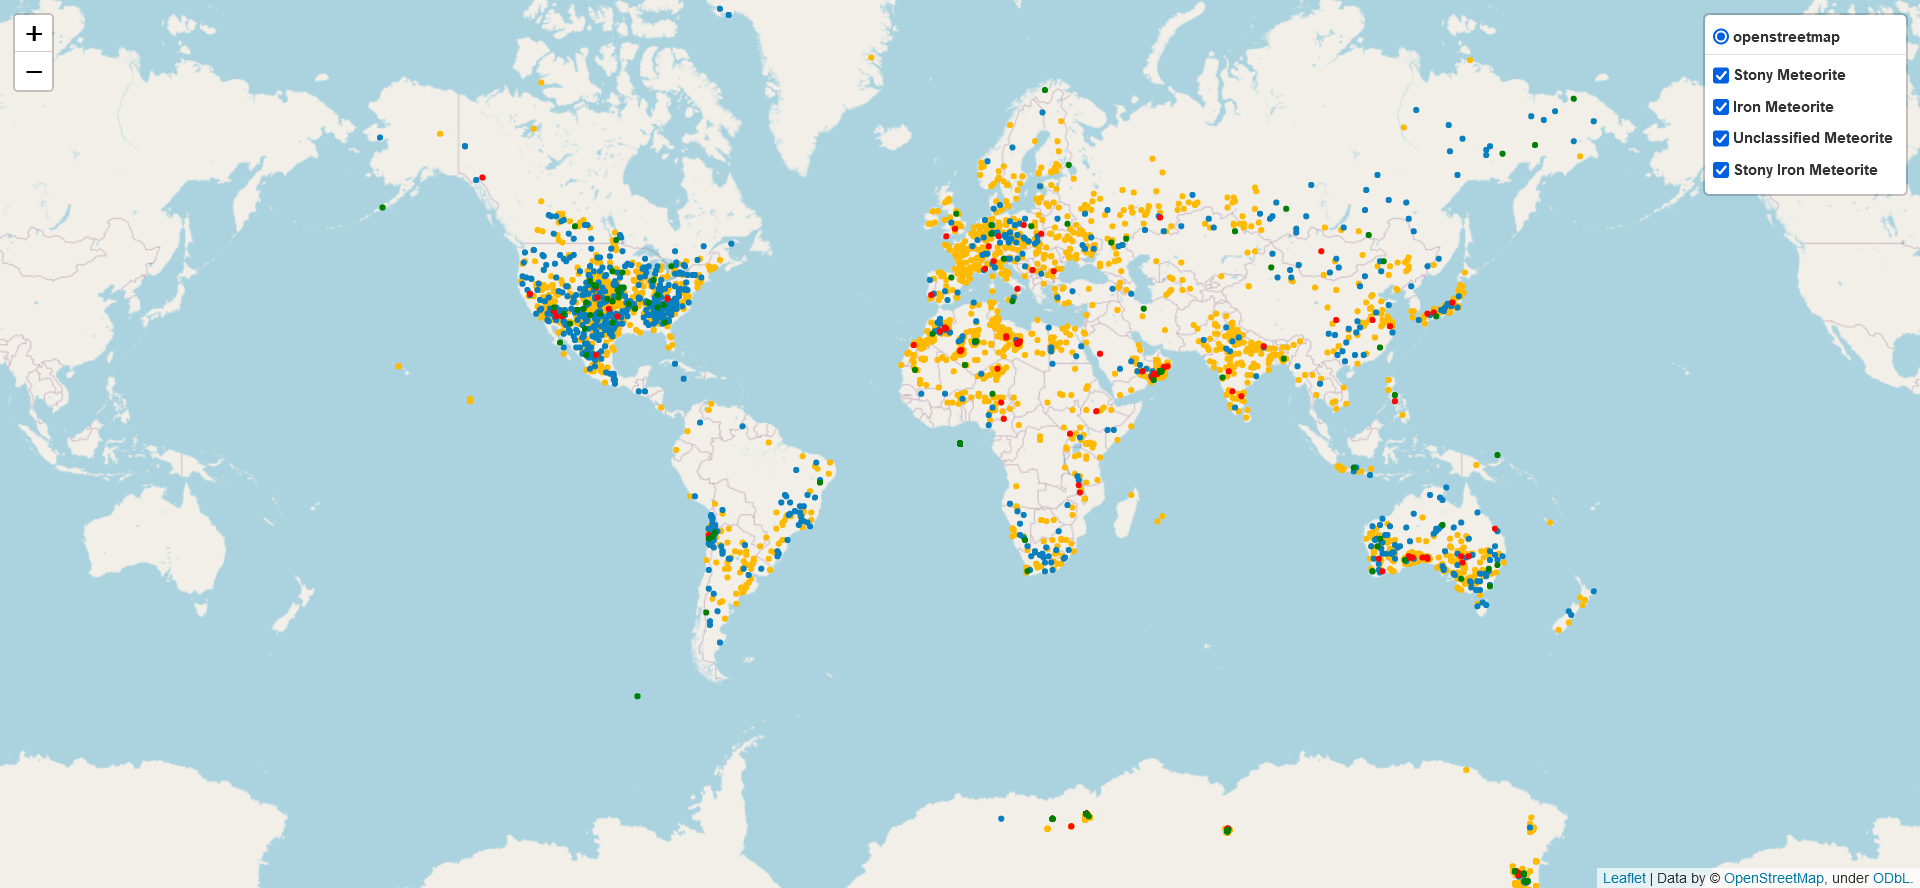 +
−
openstreetmap
Stony Meteorite
Iron Meteorite
Unclassified Meteorite
Stony Iron Meteorite
Leaflet | Data by © OpenStreetMap, under ODbL.